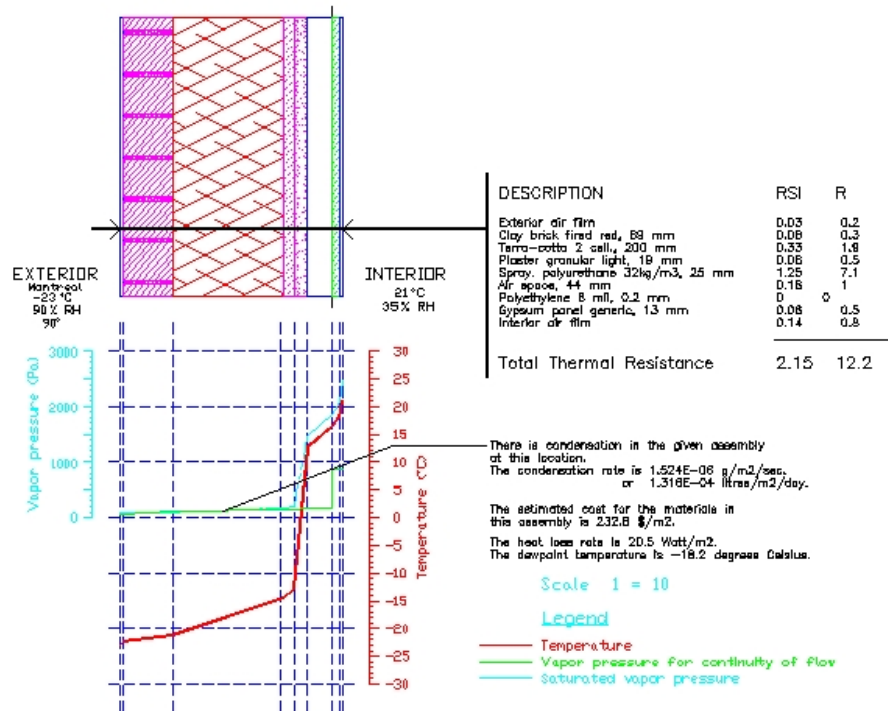 DESCRIPTION RSI R
Exterior air film 0.03 0.2
Clay brick fired red, 89 mm 0.06 0.3
Terra-cotta 2 cell., 200 mm 0.33 1.9
Plaster granular light, 19 mm 0.08 0.5
Spray. polyurethane 32kg/m3, 25 mm 1.25 7.1
Air space, 44 mm 0.18 1
Polyethylene 6 mil, 0.2 mm 0 0
Gypsum panel generic, 13 mm 0.08 0.5
Interior air film 0.14 0.8
Total Thermal Resistance 2.15 12.2
EXTERIOR
Montreal
-23°C
90% RH
90°
INTERIOR
21°C
35% RH
Vapor pressure (Pa)
3000
2000
1000
0
Temperature (°C)
30
25
20
15
10
5
0
-5
-10
-15
-20
-25
-30
There is condensation in the given assembly
at this location.
The condensation rate is 1.524E-06 g/m2/sec.
or 1.316E-04 litres/m2/day.
The estimated cost for the materials in
this assembly is 232.8 $/m2.
The heat loss rate is 20.5 Watt/m2.
The dewpoint temperature is -18.2 degrees Celsius.
Scale 1 = 10
Legend
Temperature
Vapor pressure for continuity of flow
Saturated vapor pressure